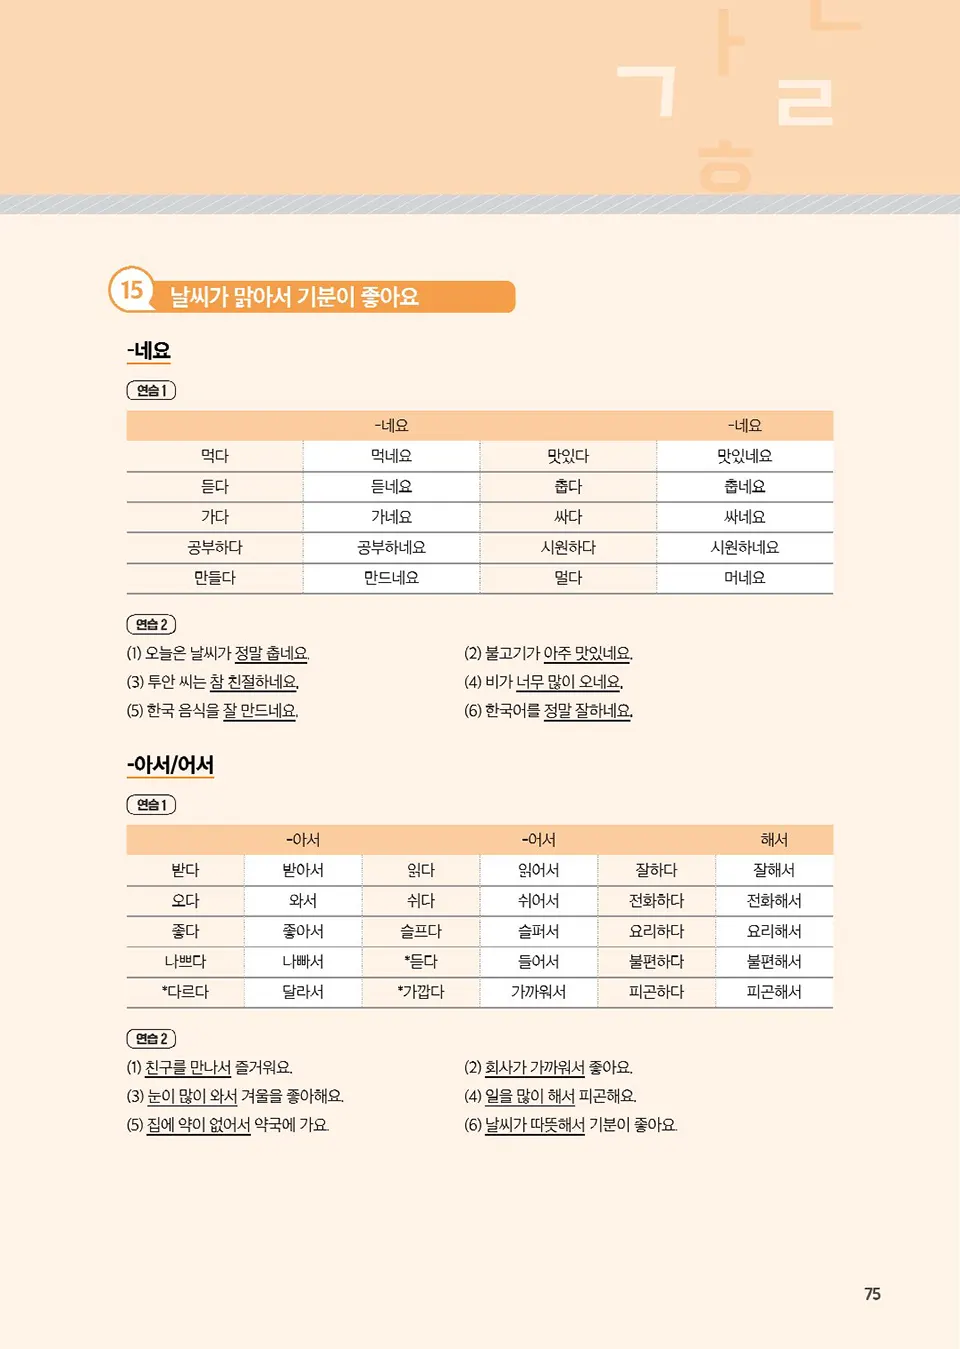 ㅏ ㄴ
ㄱ ㄹ
ㅎ
15 날씨가 맑아서 기분이 좋아요
-네요
연습 1
-네요 -네요
먹다 먹네요 맛있다 맛있네요
듣다 듣네요 춥다 춥네요
가다 가네요 싸다 싸네요
공부하다 공부하네요 시원하다 시원하네요
만들다 만드네요 멀다 머네요
연습 2
(1) 오늘은 날씨가 정말 춥네요. (2) 불고기가 아주 맛있네요.
(3) 투안 씨는 참 친절하네요. (4) 비가 너무 많이 오네요.
(5) 한국 음식을 잘 만드네요. (6) 한국어를 정말 잘하네요.
-아서/어서
연습 1
-아서 -어서 해서
받다 받아서 읽다 읽어서 잘하다 잘해서
오다 와서 쉬다 쉬어서 전화하다 전화해서
좋다 좋아서 슬프다 슬퍼서 요리하다 요리해서
나쁘다 나빠서 *듣다 들어서 불편하다 불편해서
*다르다 달라서 *가깝다 가까워서 피곤하다 피곤해서
연습 2
(1) 친구를 만나서 즐거워요. (2) 회사가 가까워서 좋아요.
(3) 눈이 많이 와서 겨울을 좋아해요. (4) 일을 많이 해서 피곤해요.
(5) 집에 약이 없어서 약국에 가요. (6) 날씨가 따뜻해서 기분이 좋아요.
75